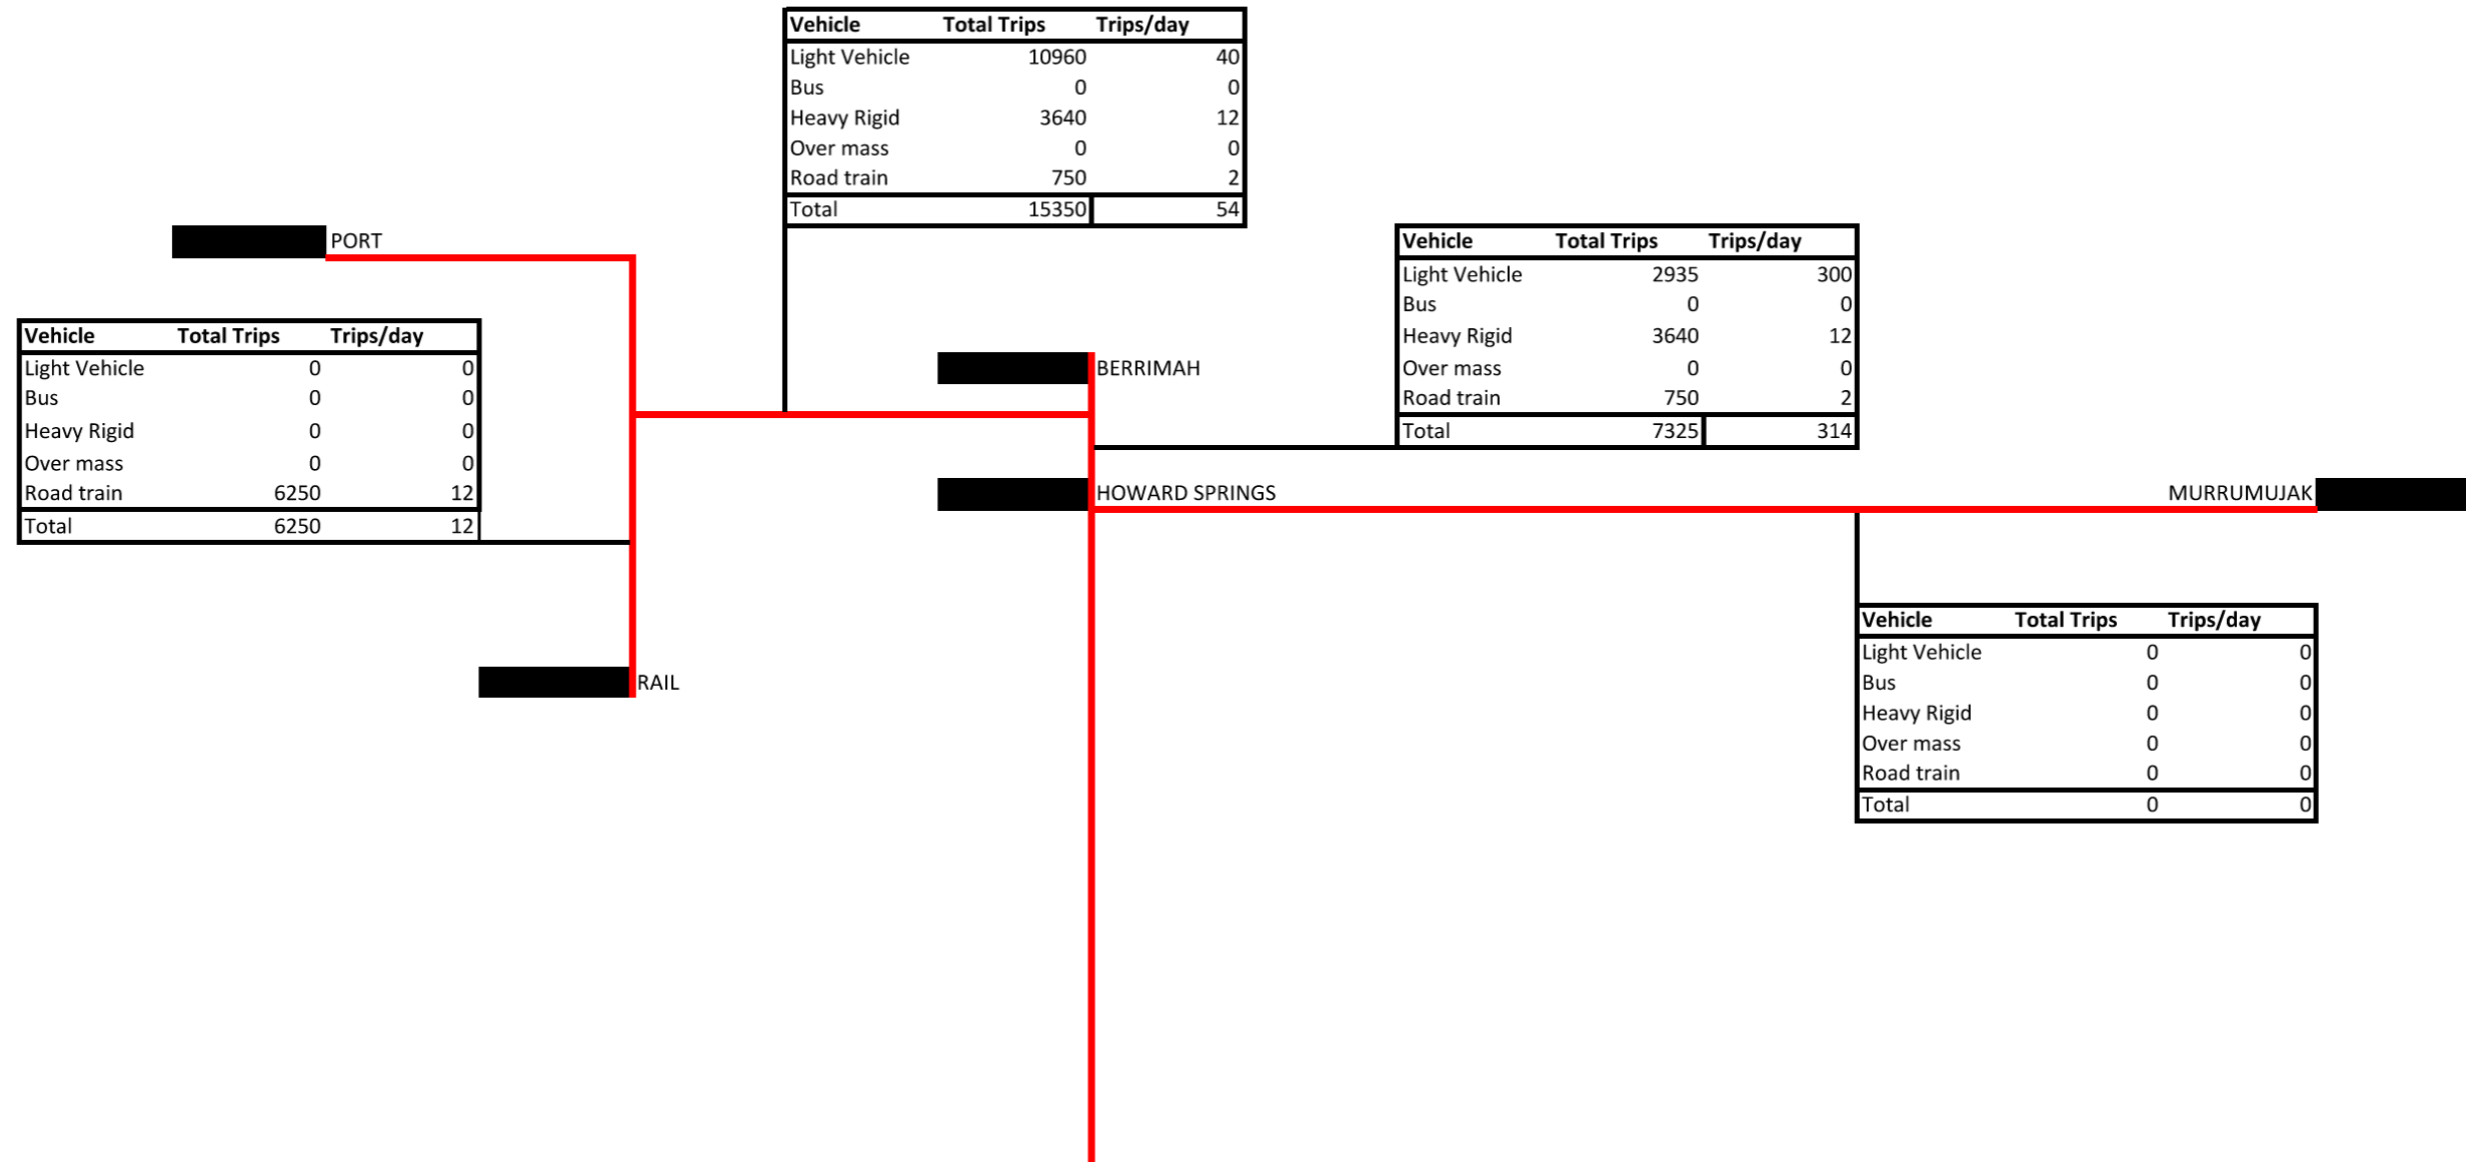 Vehicle Total Trips Trips/day
Light Vehicle 10960 40
Bus 0 0
Heavy Rigid 3640 12
Over mass 0 0
Road train 750 2
Total 15350 54
PORT
Vehicle Total Trips Trips/day
Light Vehicle 2935 300
Bus 0 0
Heavy Rigid 3640 12
Over mass 0 0
Road train 750 2
Total 7325 314
Vehicle Total Trips Trips/day
Light Vehicle 0 0
Bus 0 0
Heavy Rigid 0 0
Over mass 0 0
Road train 6250 12
Total 6250 12
BERRIMAH
HOWARD SPRINGS
MURRUMUJAK
RAIL
Vehicle Total Trips Trips/day
Light Vehicle 0 0
Bus 0 0
Heavy Rigid 0 0
Over mass 0 0
Road train 0 0
Total 0 0